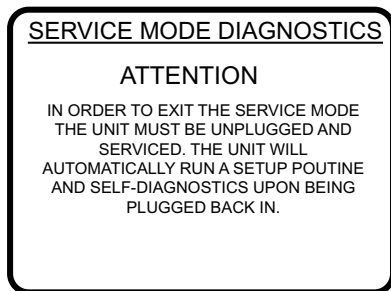 SERVICE MODE DIAGNOSTICS
ATTENTION
IN ORDER TO EXIT THE SERVICE MODE
THE UNIT MUST BE UNPLUGGED AND
SERVICED. THE UNIT WILL
AUTOMATICALLY RUN A SETUP POUTINE
AND SELF-DIAGNOSTICS UPON BEING
PLUGGED BACK IN.